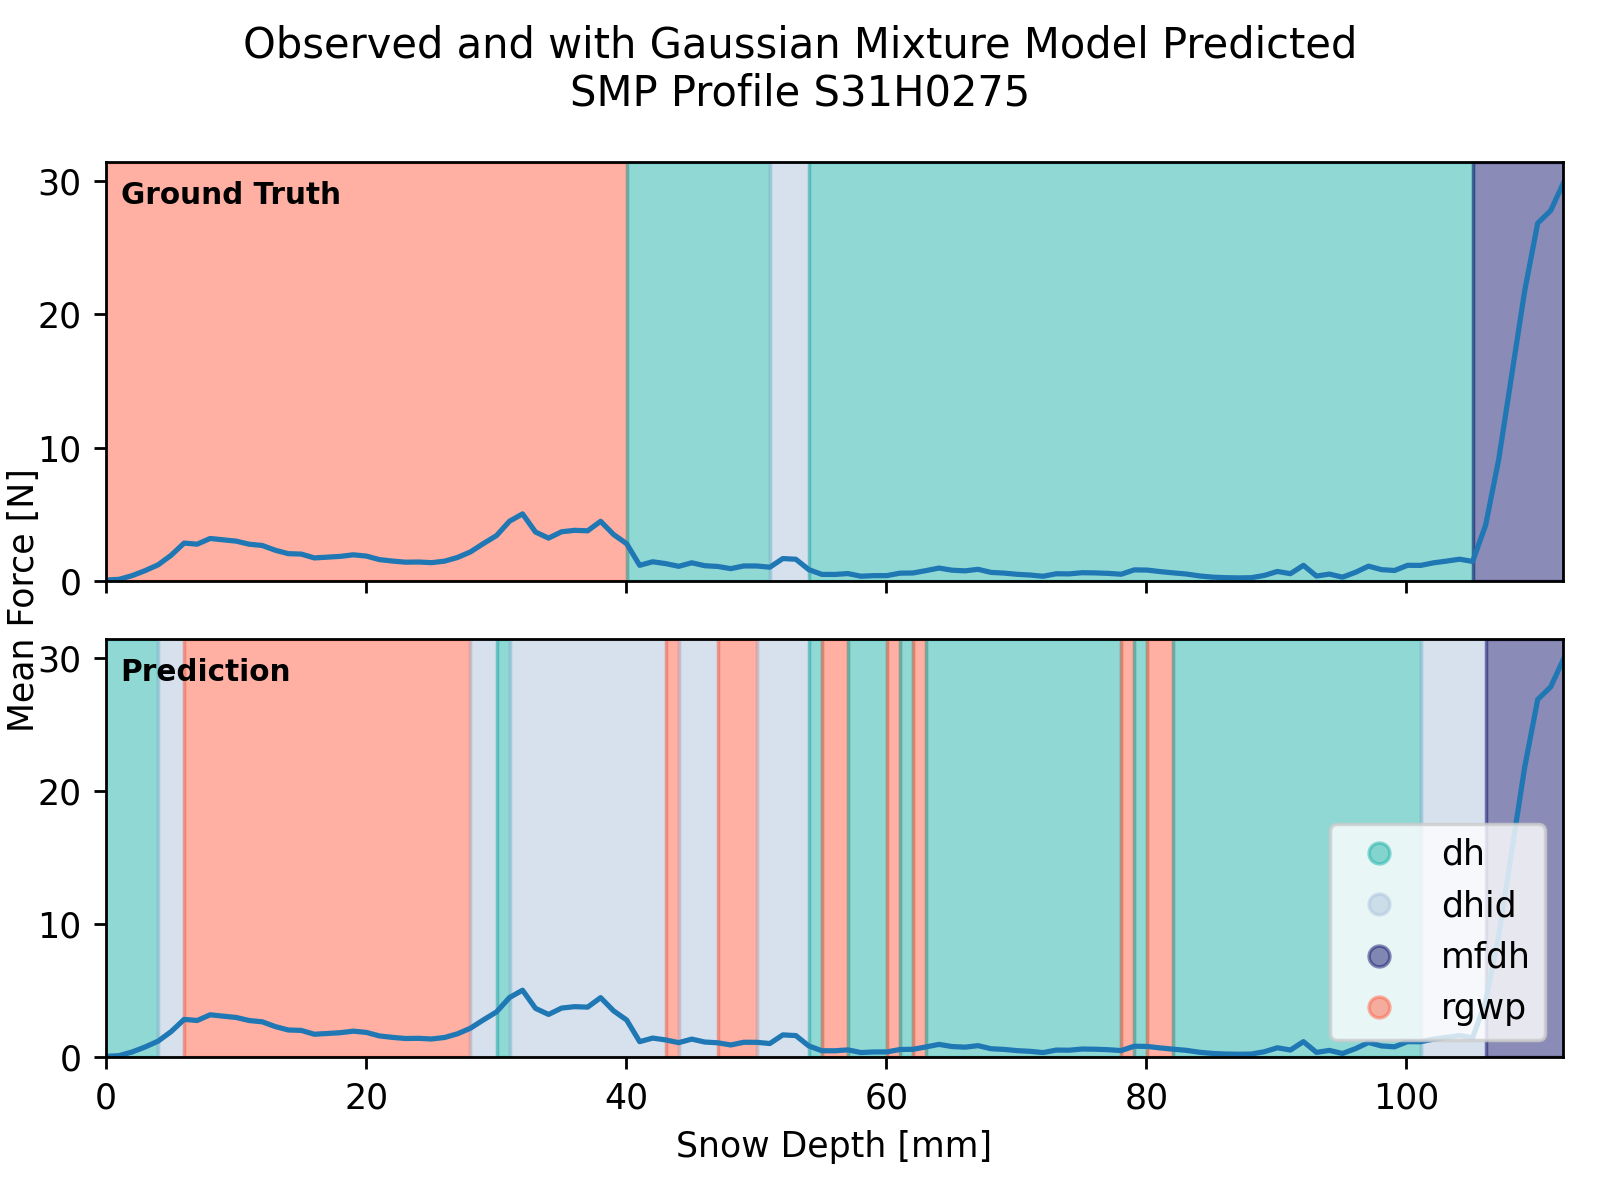 Observed and with Gaussian Mixture Model Predicted
SMP Profile S31H0275
Mean Force [N]
30
Ground Truth
20
10
0
30
Prediction
20
10
0
dh
dhid
mfdh
rgwp
0 20 40 60 80 100
Snow Depth [mm]